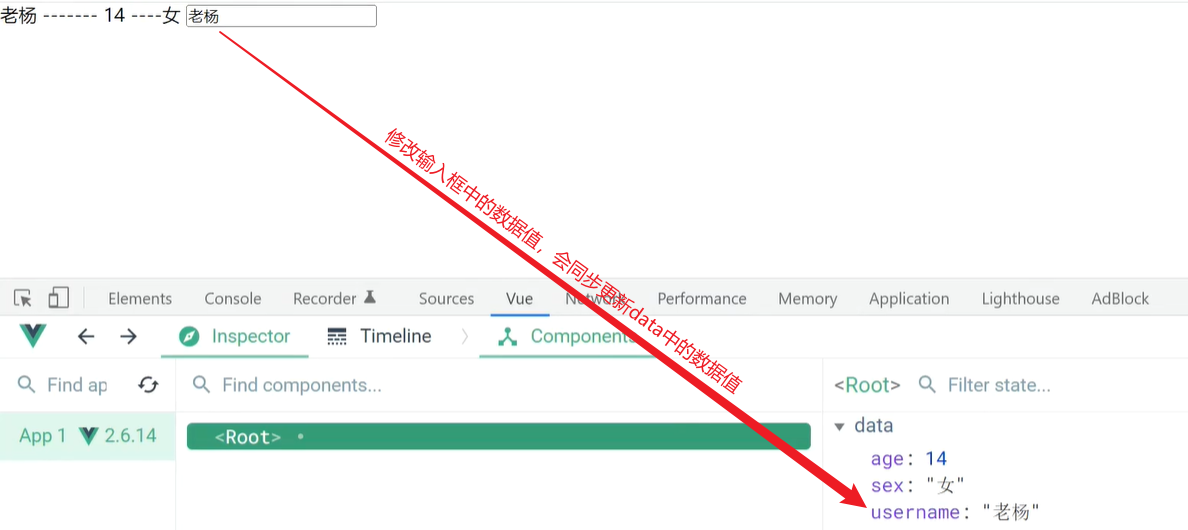 老杨 ------- 14 ----女 老杨
修改输入框中的数据值，会同步更新data中的数据值
Elements Console Recorder Sources Vue Network Performance Memory Application Lighthouse AdBlock
Inspector Timeline Components
Find ap Find components... <Root> Filter state...
App 1 2.6.14 <Root> data
age: 14
sex: "女"
username: "老杨"